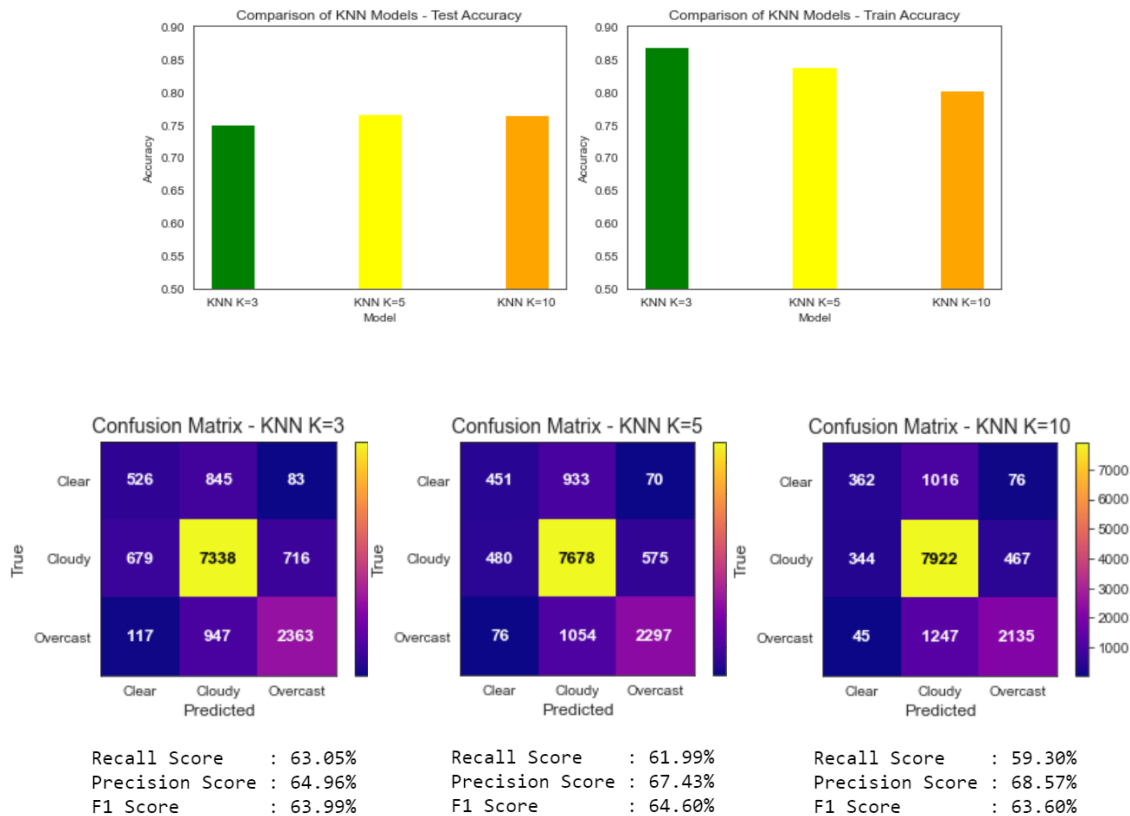 Comparison of KNN Models - Test Accuracy
Accuracy
0.90
0.85
0.80
0.75
0.70
0.65
0.60
0.55
0.50
KNN K=3 KNN K=5 KNN K=10
Model
Comparison of KNN Models - Train Accuracy
Accuracy
0.90
0.85
0.80
0.75
0.70
0.65
0.60
0.55
0.50
KNN K=3 KNN K=5 KNN K=10
Model
Confusion Matrix - KNN K=3
True
Clear 526 845 83
Cloudy 679 7338 716
Overcast 117 947 2363
Clear Cloudy Overcast
Predicted
Recall Score : 63.05%
Precision Score : 64.96%
F1 Score : 63.99%
Confusion Matrix - KNN K=5
True
Clear 451 933 70
Cloudy 480 7678 575
Overcast 76 1054 2297
Clear Cloudy Overcast
Predicted
Recall Score : 61.99%
Precision Score : 67.43%
F1 Score : 64.60%
Confusion Matrix - KNN K=10
True
Clear 362 1016 76
Cloudy 344 7922 467
Overcast 45 1247 2135
Clear Cloudy Overcast
Predicted
7000
6000
5000
4000
3000
2000
1000
Recall Score : 59.30%
Precision Score : 68.57%
F1 Score : 63.60%